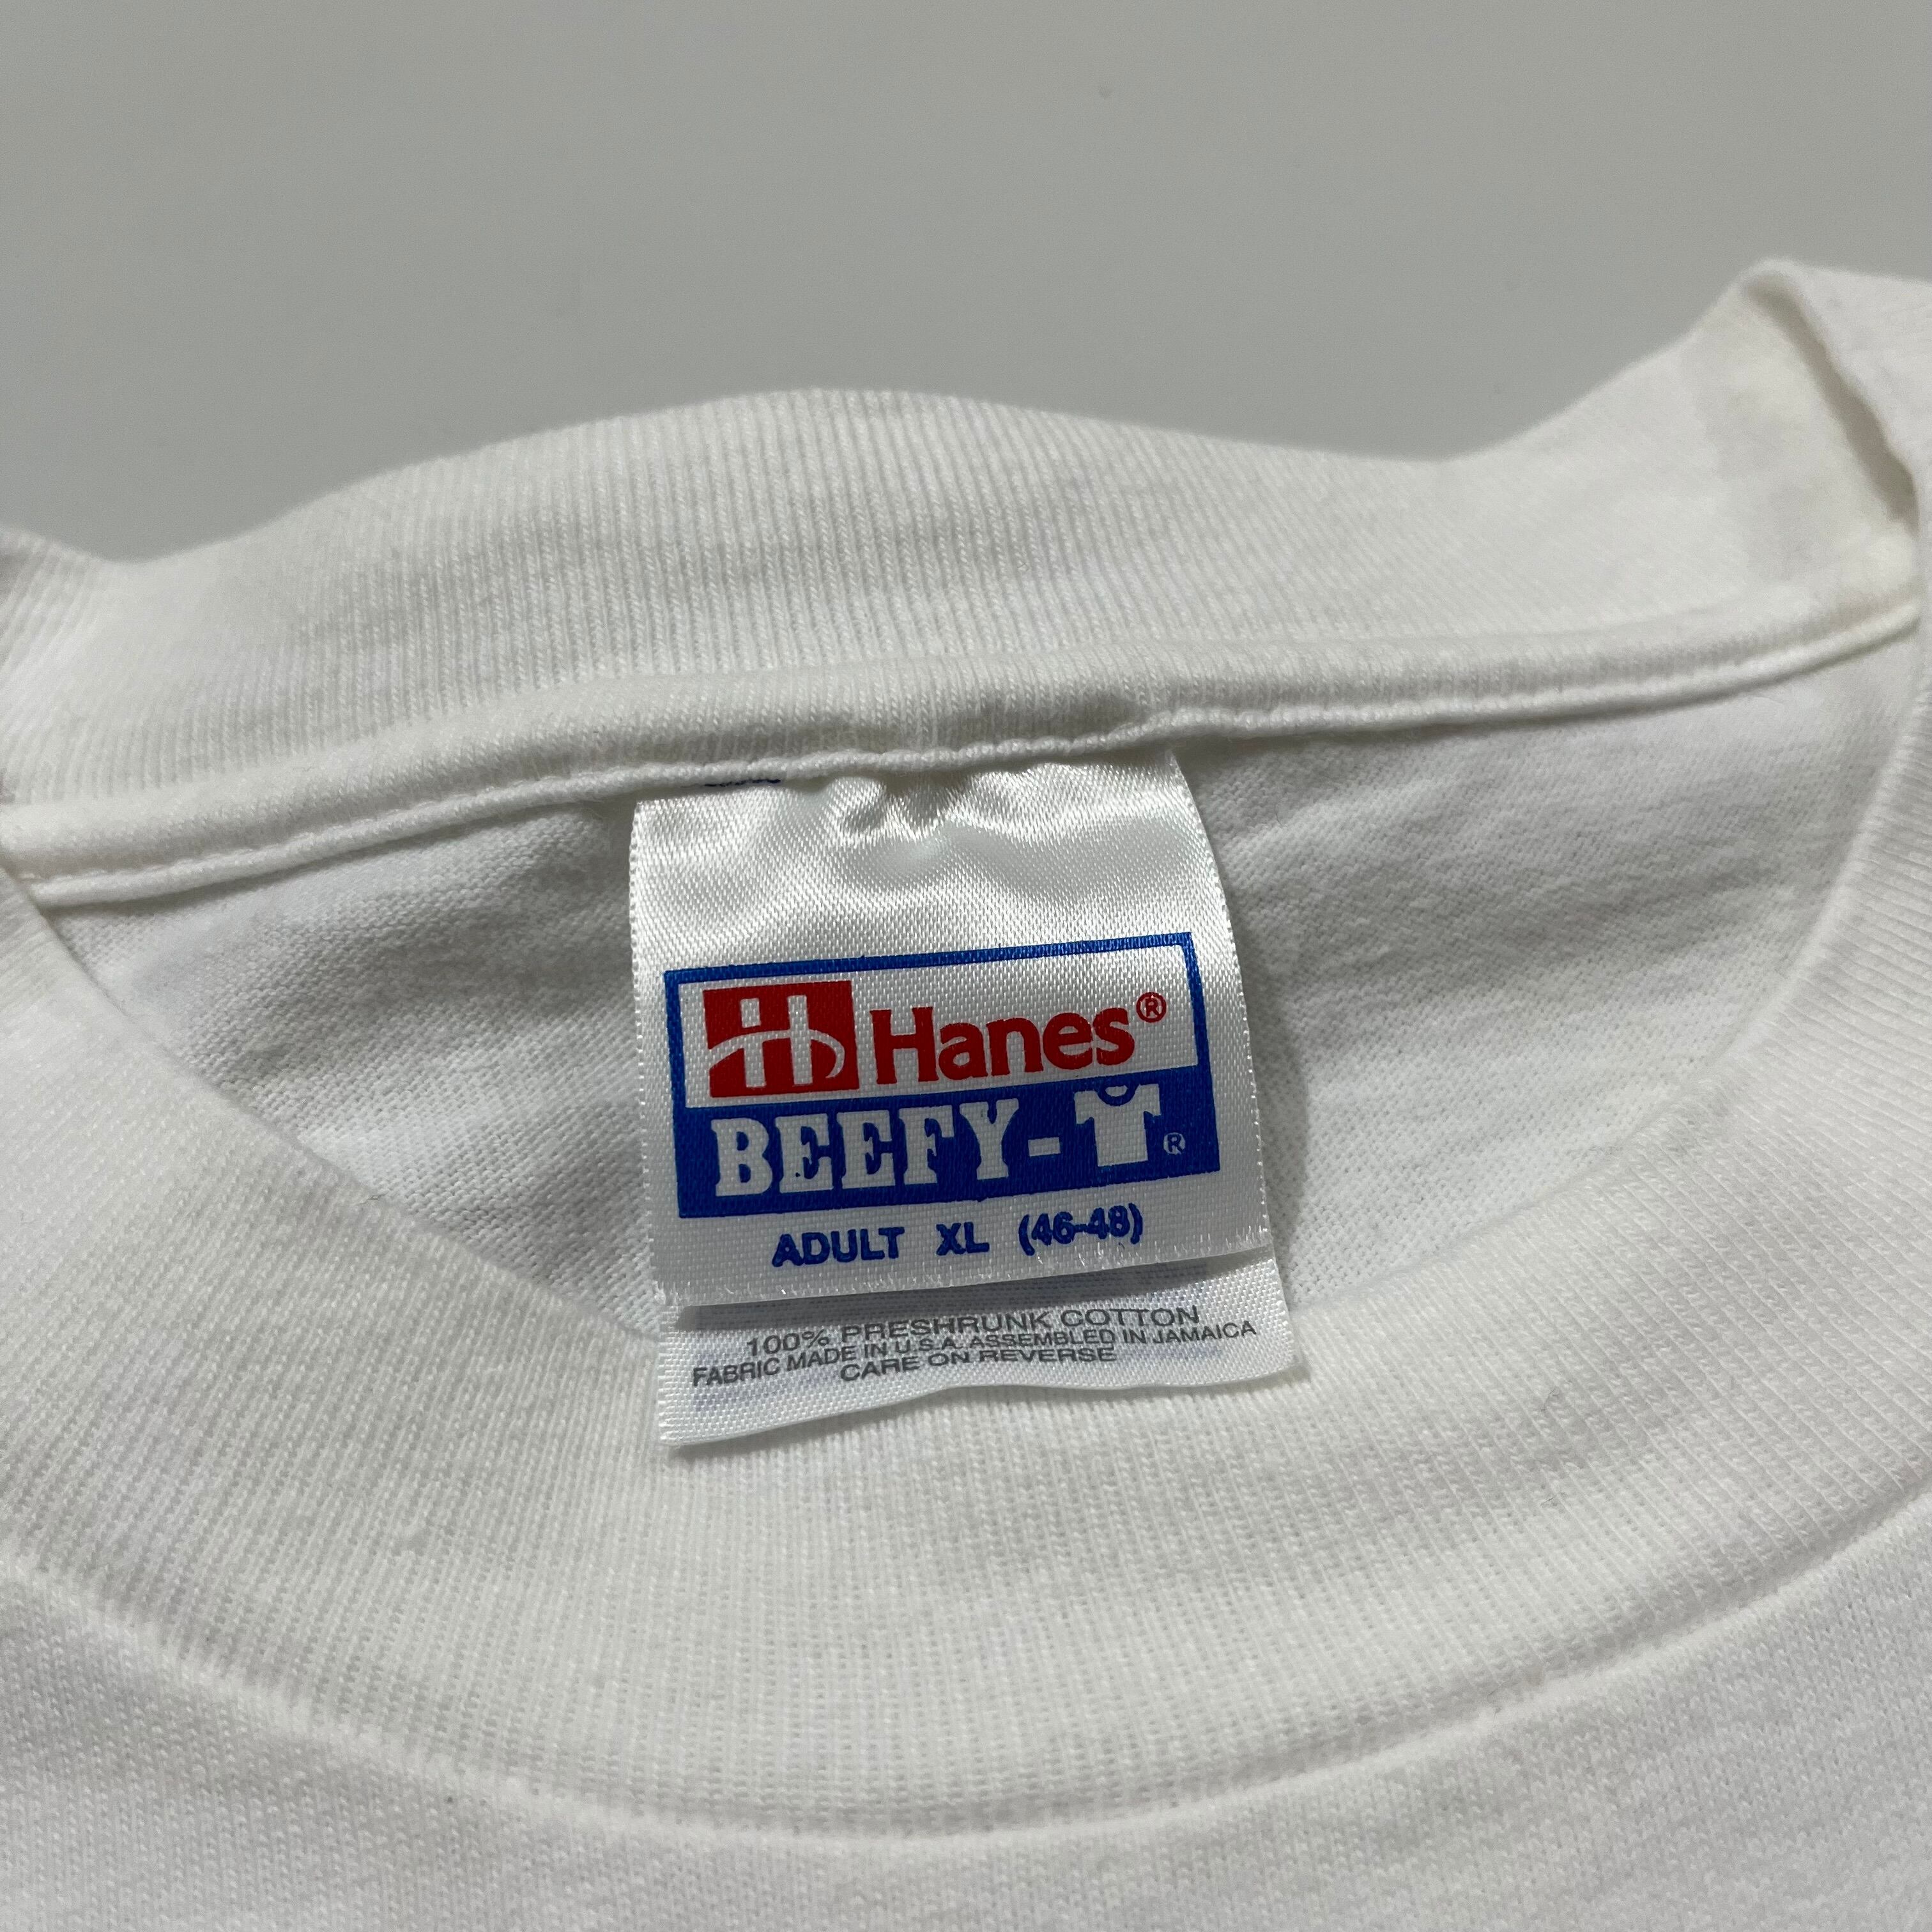 H Hanes®
BEEFY-T®
ADULT XL (46-48)
100% PRESHRUNK COTTON
FABRIC MADE IN U.S.A. ASSEMBLED IN JAMAICA
CARE ON REVERSE